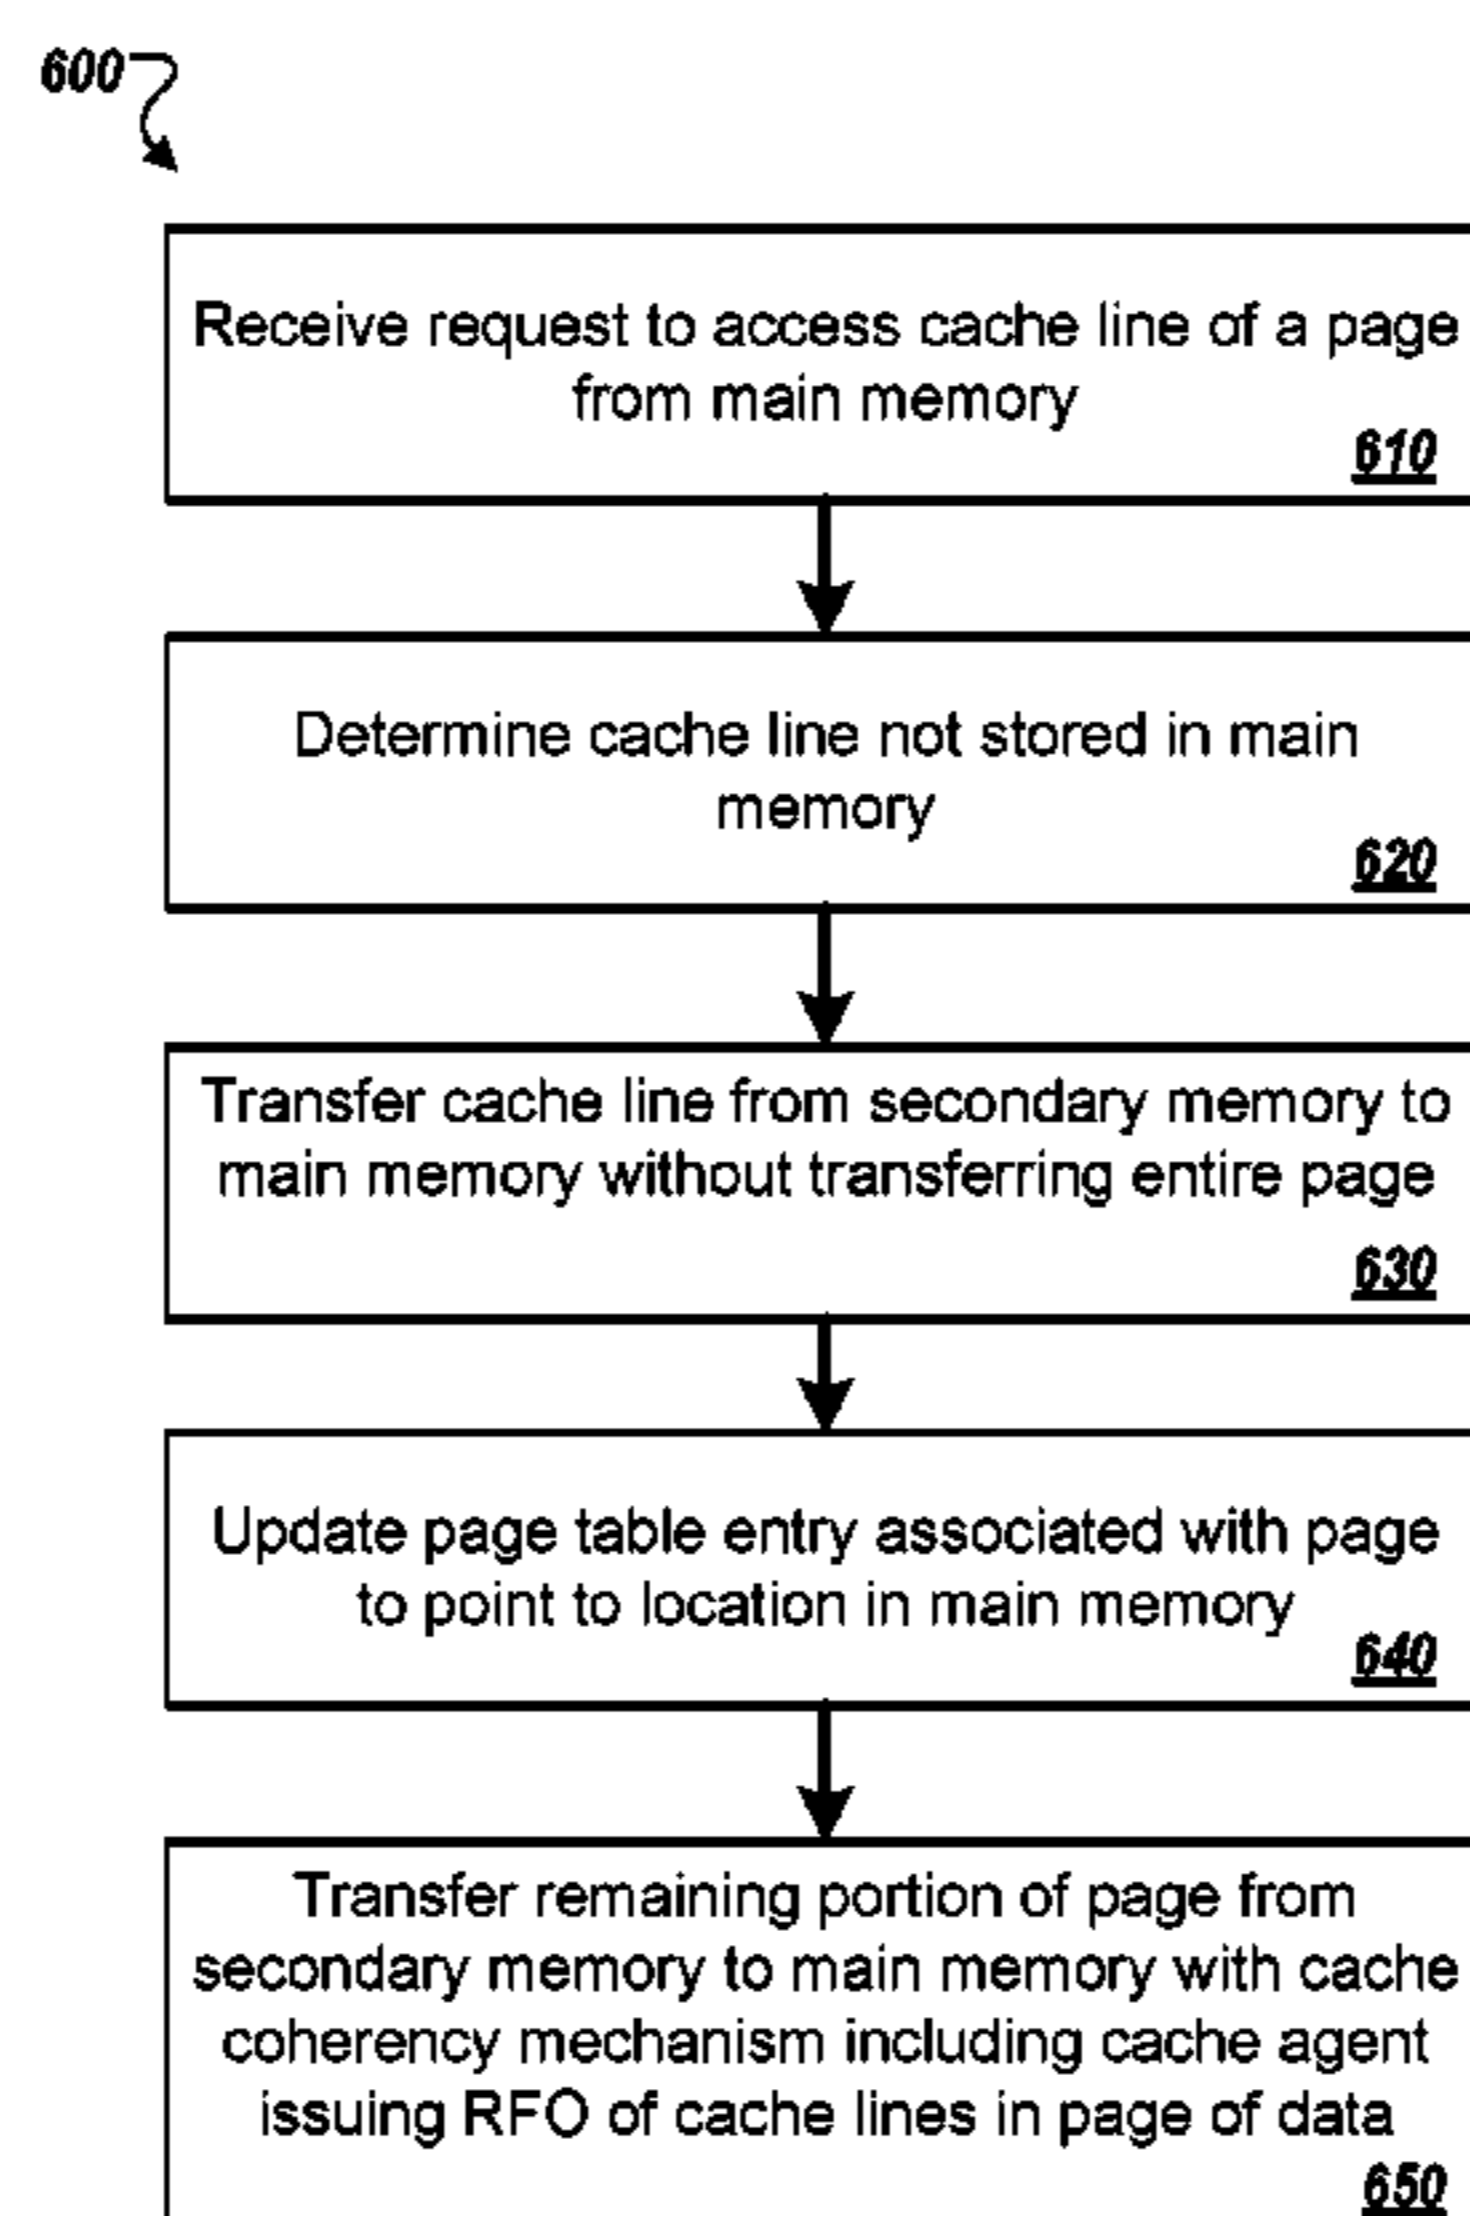 600
Receive request to access cache line of a page
from main memory
610
Determine cache line not stored in main
memory
620
Transfer cache line from secondary memory to
main memory without transferring entire page
630
Update page table entry associated with page
to point to location in main memory
640
Transfer remaining portion of page from
secondary memory to main memory with cache
coherency mechanism including cache agent
issuing RFO of cache lines in page of data
650